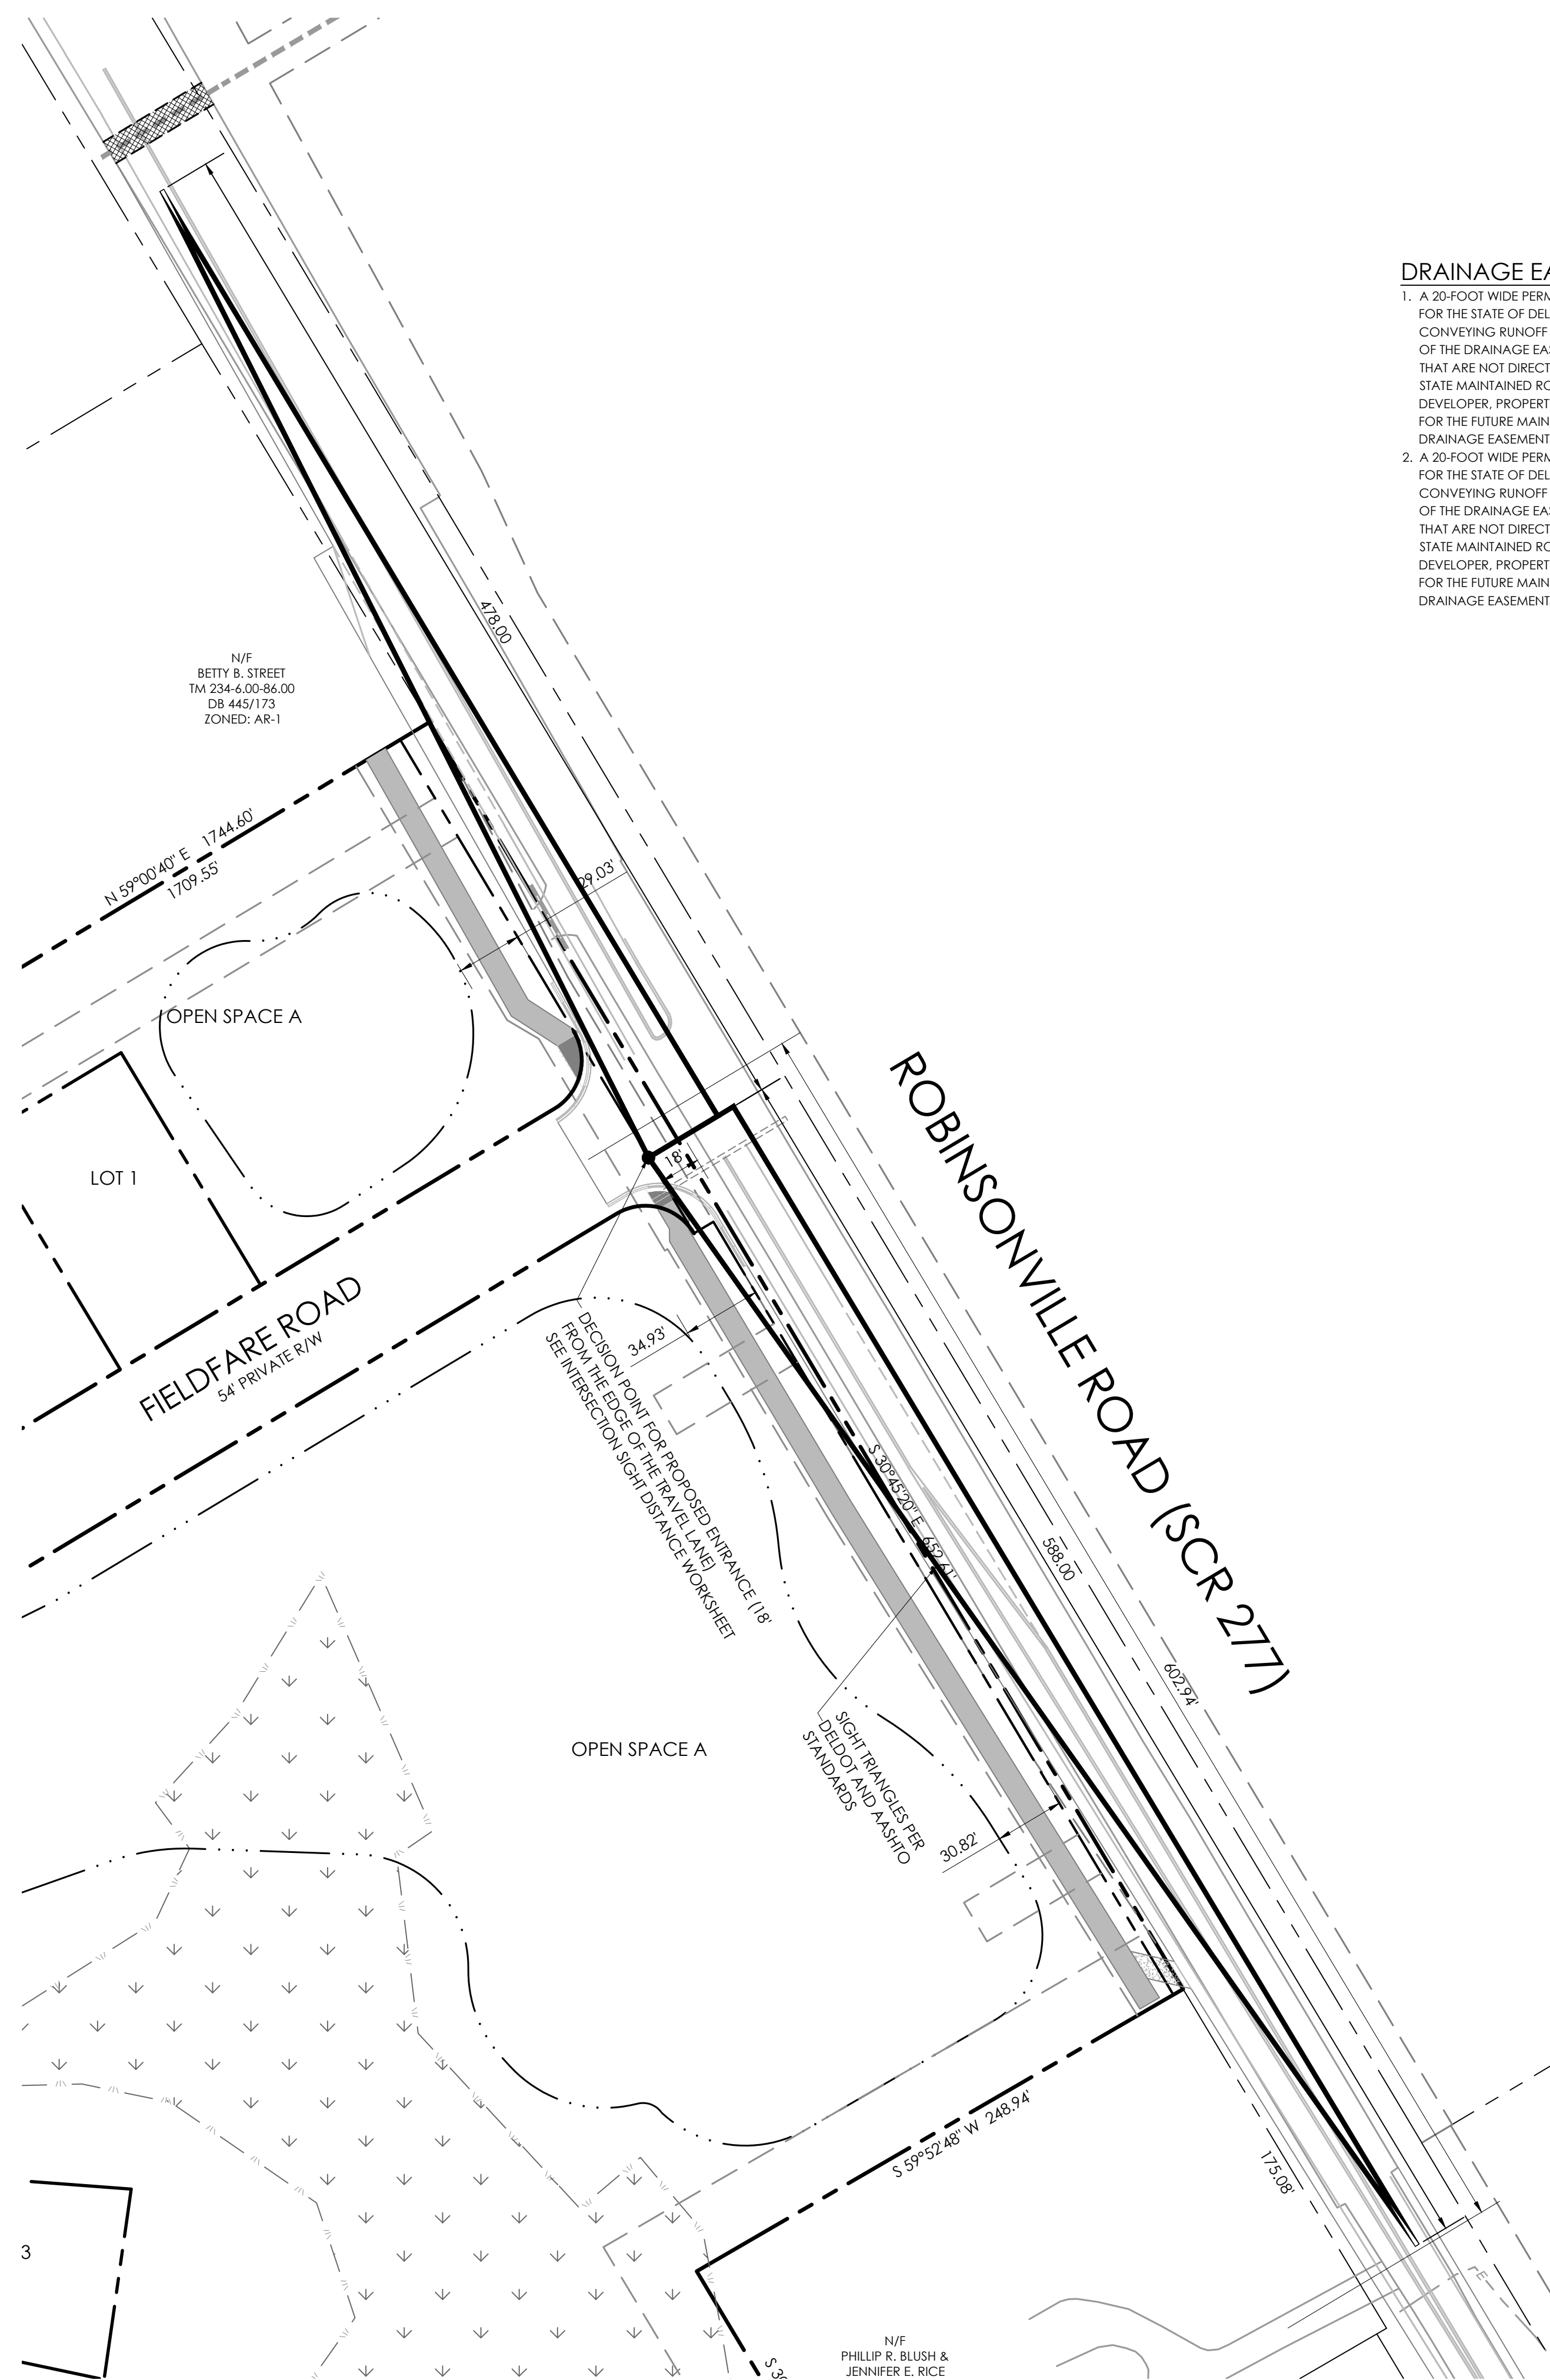 DRAINAGE EA
1. A 20-FOOT WIDE PERM
FOR THE STATE OF DEL
CONVEYING RUNOFF
OF THE DRAINAGE EAS
THAT ARE NOT DIRECT
STATE MAINTAINED RO
DEVELOPER, PROPERT
FOR THE FUTURE MAIN
DRAINAGE EASEMENT
2. A 20-FOOT WIDE PERM
FOR THE STATE OF DEL
CONVEYING RUNOFF
OF THE DRAINAGE EAS
THAT ARE NOT DIRECT
STATE MAINTAINED RO
DEVELOPER, PROPERT
FOR THE FUTURE MAIN
DRAINAGE EASEMENT
478.00
N/F
BETTY B. STREET
TM 234-6.00-86.00
DB 445/173
ZONED: AR-1
N 59°00'40" E 1744.60'
1709.55'
29.03'
OPEN SPACE A
LOT 1
18'
ROBINSONVILLE ROAD (SCR 277)
FIELDFARE ROAD
54' PRIVATE R/W
34.93'
DECISION POINT FOR PROPOSED ENTRANCE (18'
FROM THE EDGE OF THE TRAVEL LANE)
SEE INTERSECTION SIGHT DISTANCE WORKSHEET
S 30°45'20" E 652.61'
588.00
602.94'
OPEN SPACE A
SIGHT TRIANGLES PER
DELDOT AND AASHTO
STANDARDS
30.82'
S 59°52'48" W 248.94'
175.08'
3
E
N/F
PHILLIP R. BLUSH &
JENNIFER E. RICE
S 30